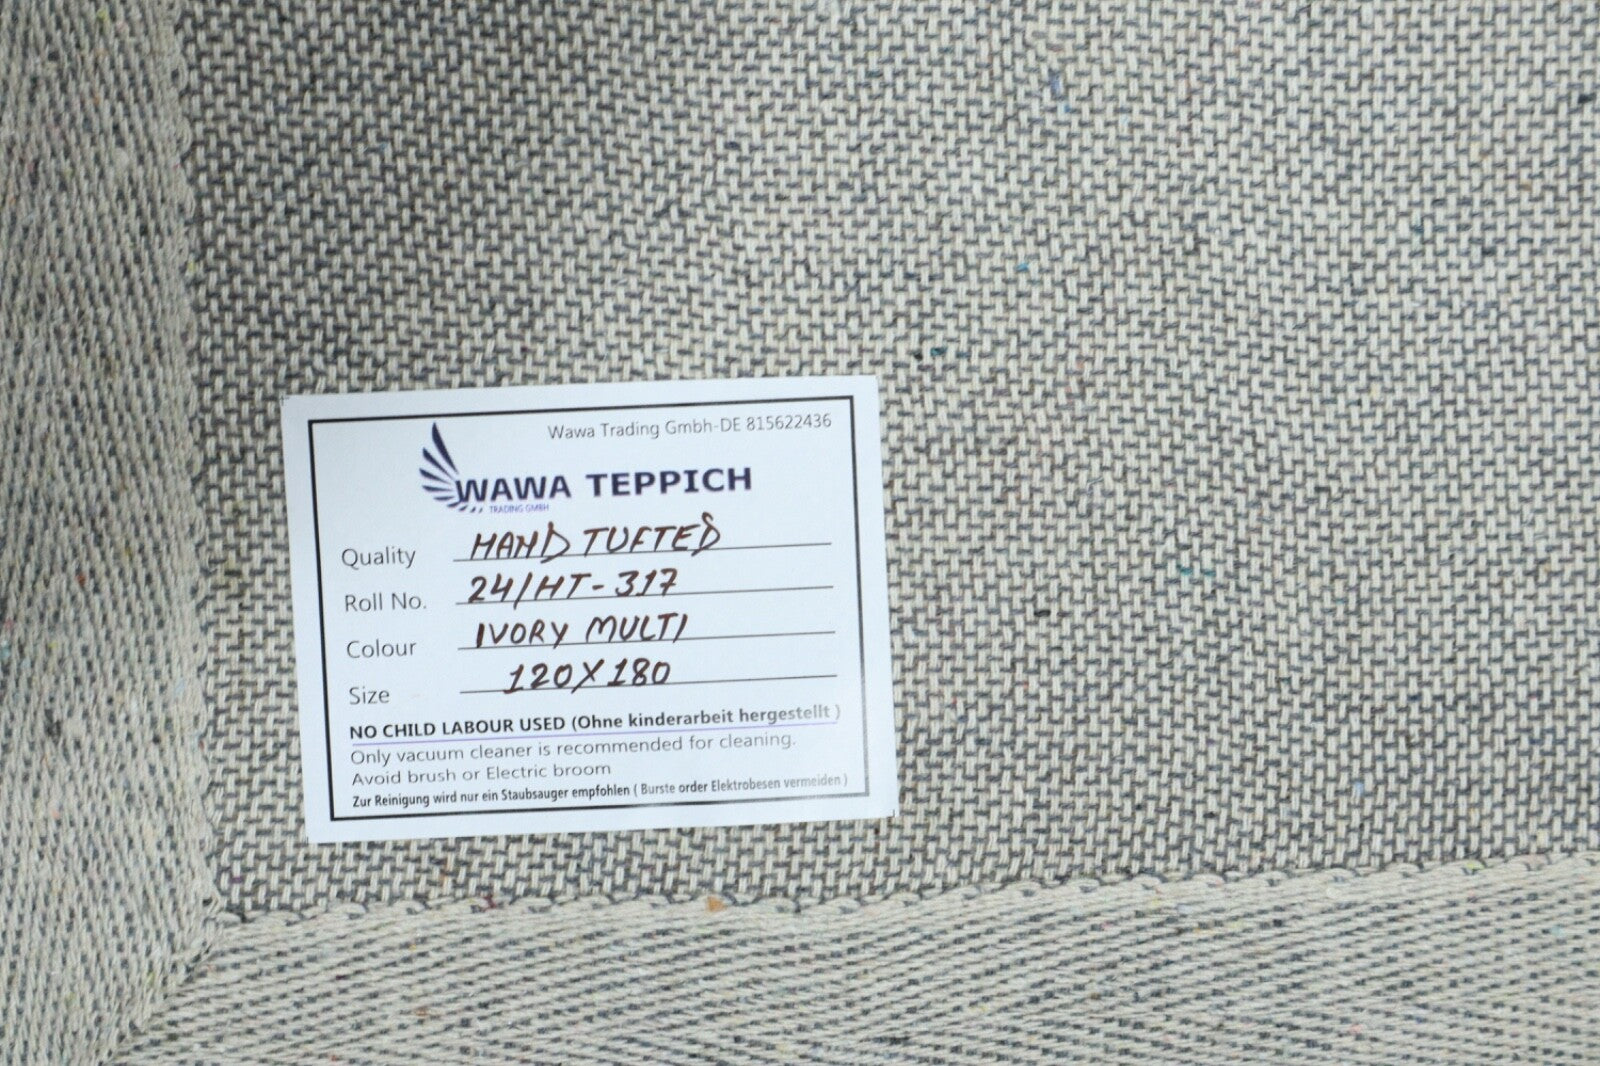 Wawa Trading Gmbh-DE 815622436
WAWA TEPPICH
TRADING GMBH
Quality HAND TUFTED
Roll No. 24/HT-317
Colour IVORY MULTI
Size 120X180
NO CHILD LABOUR USED (Ohne kinderarbeit hergestellt )
Only vacuum cleaner is recommended for cleaning.
Avoid brush or Electric broom
Zur Reinigung wird nur ein Staubsauger empfohlen ( Burste order Elektrobesen vermeiden )